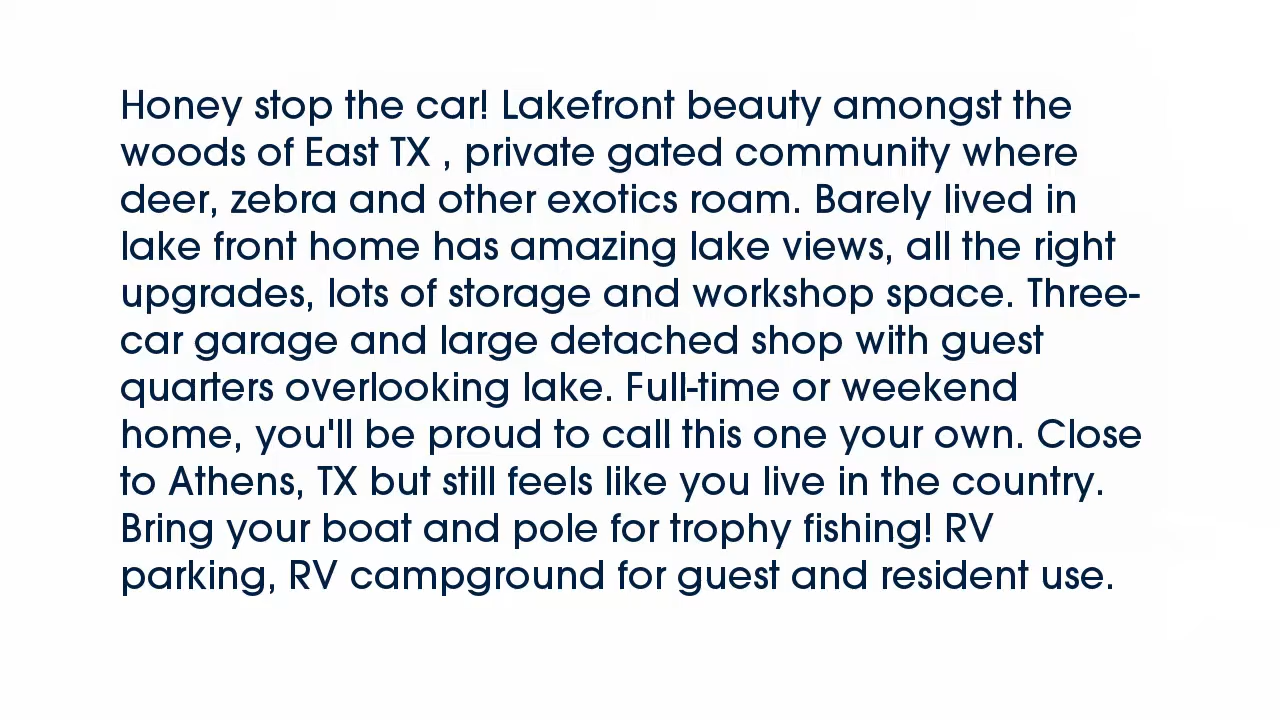 Honey stop the car! Lakefront beauty amongst the
woods of East TX , private gated community where
deer, zebra and other exotics roam. Barely lived in
lake front home has amazing lake views, all the right
upgrades, lots of storage and workshop space. Three-
car garage and large detached shop with guest
quarters overlooking lake. Full-time or weekend
home, you'll be proud to call this one your own. Close
to Athens, TX but still feels like you live in the country.
Bring your boat and pole for trophy fishing! RV
parking, RV campground for guest and resident use.